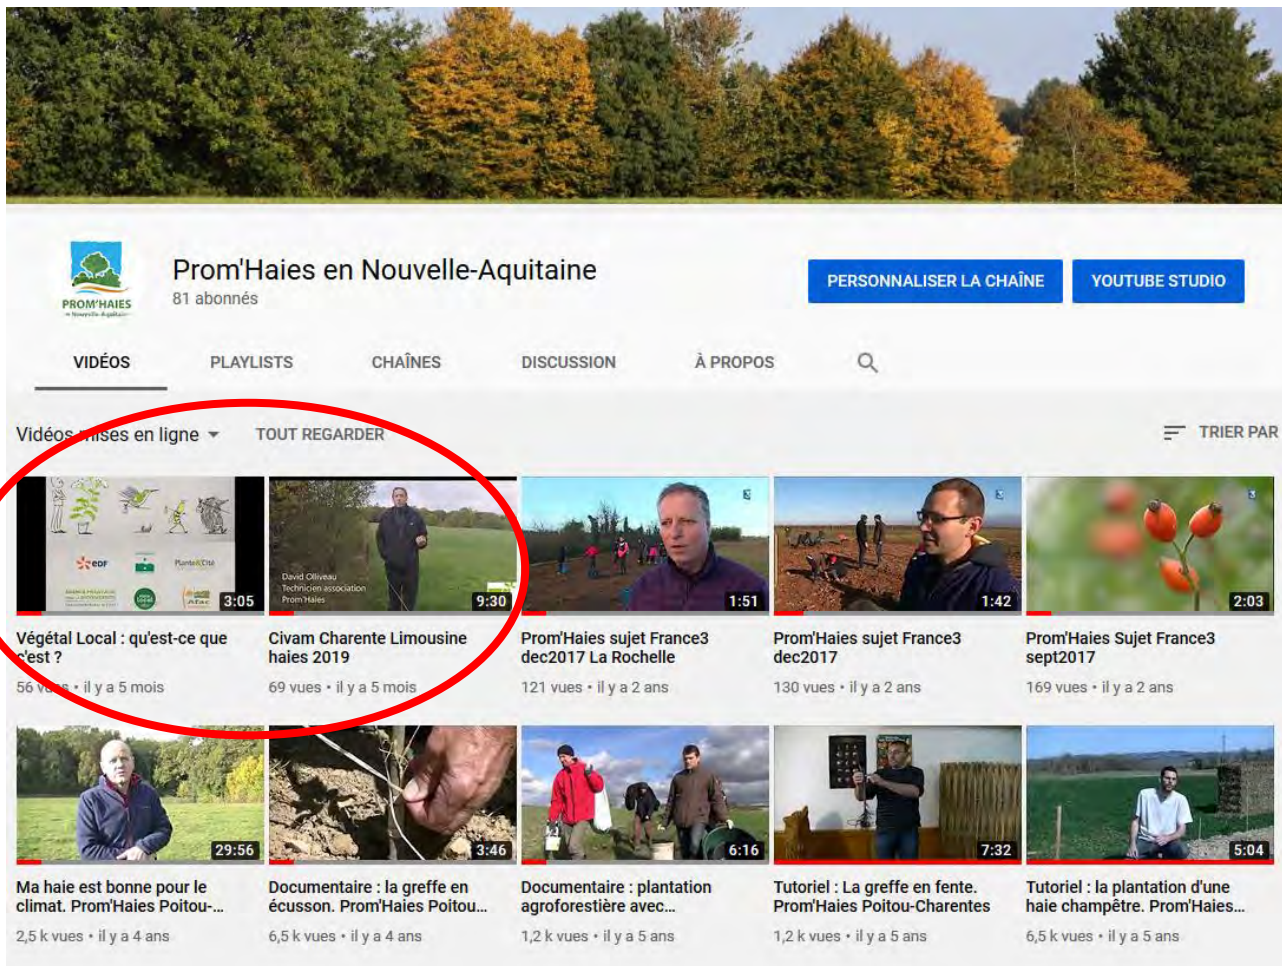 PROM'HAIES
en Nouvelle-Aquitaine
Prom'Haies en Nouvelle-Aquitaine
81 abonnés
PERSONNALISER LA CHAÎNE
YOUTUBE STUDIO
VIDÉOS
PLAYLISTS
CHAÎNES
DISCUSSION
À PROPOS
Vidéos mises en ligne
TOUT REGARDER
TRIER PAR
eDF
Plante&Cité
3:05
David Olliveau
Technicien association
Prom'Haies
9:30
1:51
1:42
2:03
Végétal Local : qu'est-ce que
c'est ?
56 vues • il y a 5 mois
Civam Charente Limousine
haies 2019
69 vues • il y a 5 mois
Prom'Haies sujet France3
dec2017 La Rochelle
121 vues • il y a 2 ans
Prom'Haies sujet France3
dec2017
130 vues • il y a 2 ans
Prom'Haies Sujet France3
sept2017
169 vues • il y a 2 ans
29:56
3:46
6:16
7:32
5:04
Ma haie est bonne pour le
climat. Prom'Haies Poitou-...
2,5 k vues • il y a 4 ans
Documentaire : la greffe en
écusson. Prom'Haies Poitou...
6,5 k vues • il y a 4 ans
Documentaire : plantation
agroforestière avec...
1,2 k vues • il y a 5 ans
Tutoriel : La greffe en fente.
Prom'Haies Poitou-Charentes
1,2 k vues • il y a 5 ans
Tutoriel : la plantation d'une
haie champêtre. Prom'Haies...
6,5 k vues • il y a 5 ans